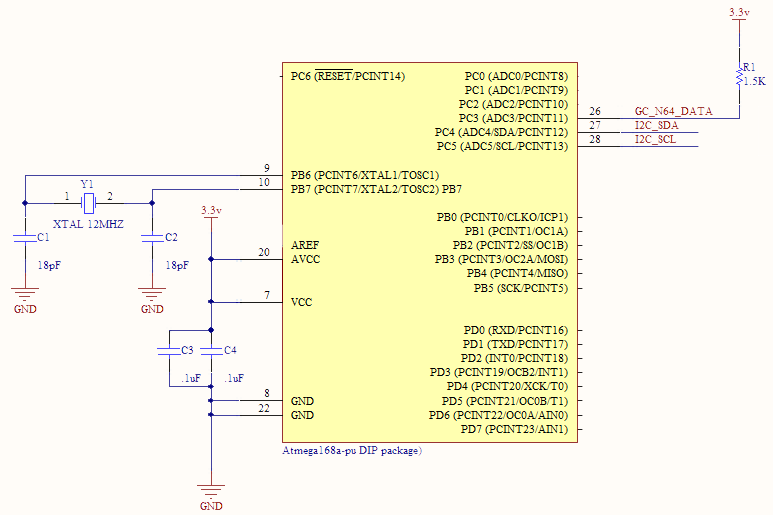 3.3v
R1
1.5K
PC6 (RESET/PCINT14)
PC0 (ADC0/PCINT8)
PC1 (ADC1/PCINT9)
PC2 (ADC2/PCINT10)
PC3 (ADC3/PCINT11) 26 GC_N64_DATA
PC4 (ADC4/SDA/PCINT12) 27 I2C_SDA
PC5 (ADC5/SCL/PCINT13) 28 I2C_SCL
9 PB6 (PCINT6/XTAL1/TOSC1)
10 PB7 (PCINT7/XTAL2/TOSC2) PB7
Y1
1 2
XTAL 12MHZ
C1
18pF
GND
C2
18pF
GND
3.3v
AREF
20 AVCC
7 VCC
C3
.1uF
C4
.1uF
8 GND
22 GND
GND
PB0 (PCINT0/CLKO/ICP1)
PB1 (PCINT1/OC1A)
PB2 (PCINT2/SS/OC1B)
PB3 (PCINT3/OC2A/MOSI)
PB4 (PCINT4/MISO)
PB5 (SCK/PCINT5)
PD0 (RXD/PCINT16)
PD1 (TXD/PCINT17)
PD2 (INT0/PCINT18)
PD3 (PCINT19/OCB2/INT1)
PD4 (PCINT20/XCK/T0)
PD5 (PCINT21/OC0B/T1)
PD6 (PCINT22/OC0A/AIN0)
PD7 (PCINT23/AIN1)
Atmega168a-pu DIP package)